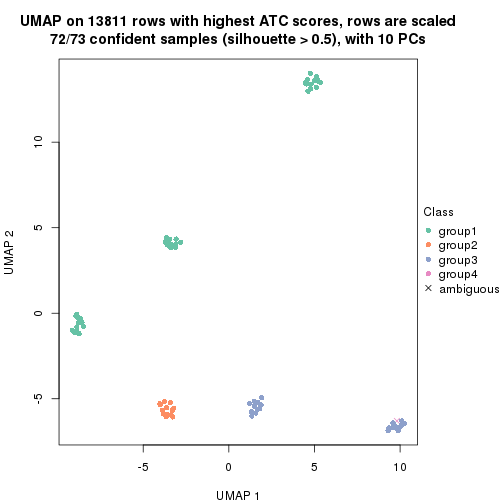 UMAP on 13811 rows with highest ATC scores, rows are scaled
72/73 confident samples (silhouette > 0.5), with 10 PCs
10
5
0
-5
UMAP 2
-5
0
5
10
UMAP 1
Class
group1
group2
group3
group4
ambiguous